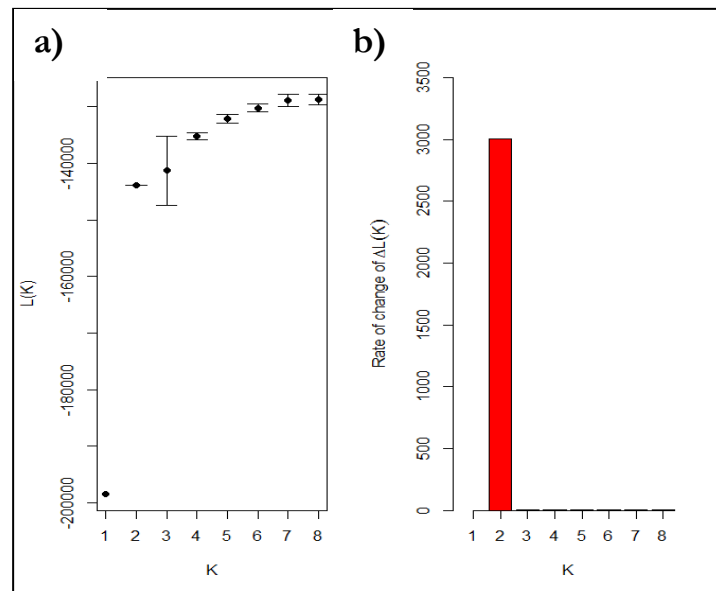 a)
L(K)
-140000
-160000
-180000
-200000
1 2 3 4 5 6 7 8
K
b)
Rate of change of ΔL(K)
3500
3000
2500
2000
1500
1000
500
0
1 2 3 4 5 6 7 8
K